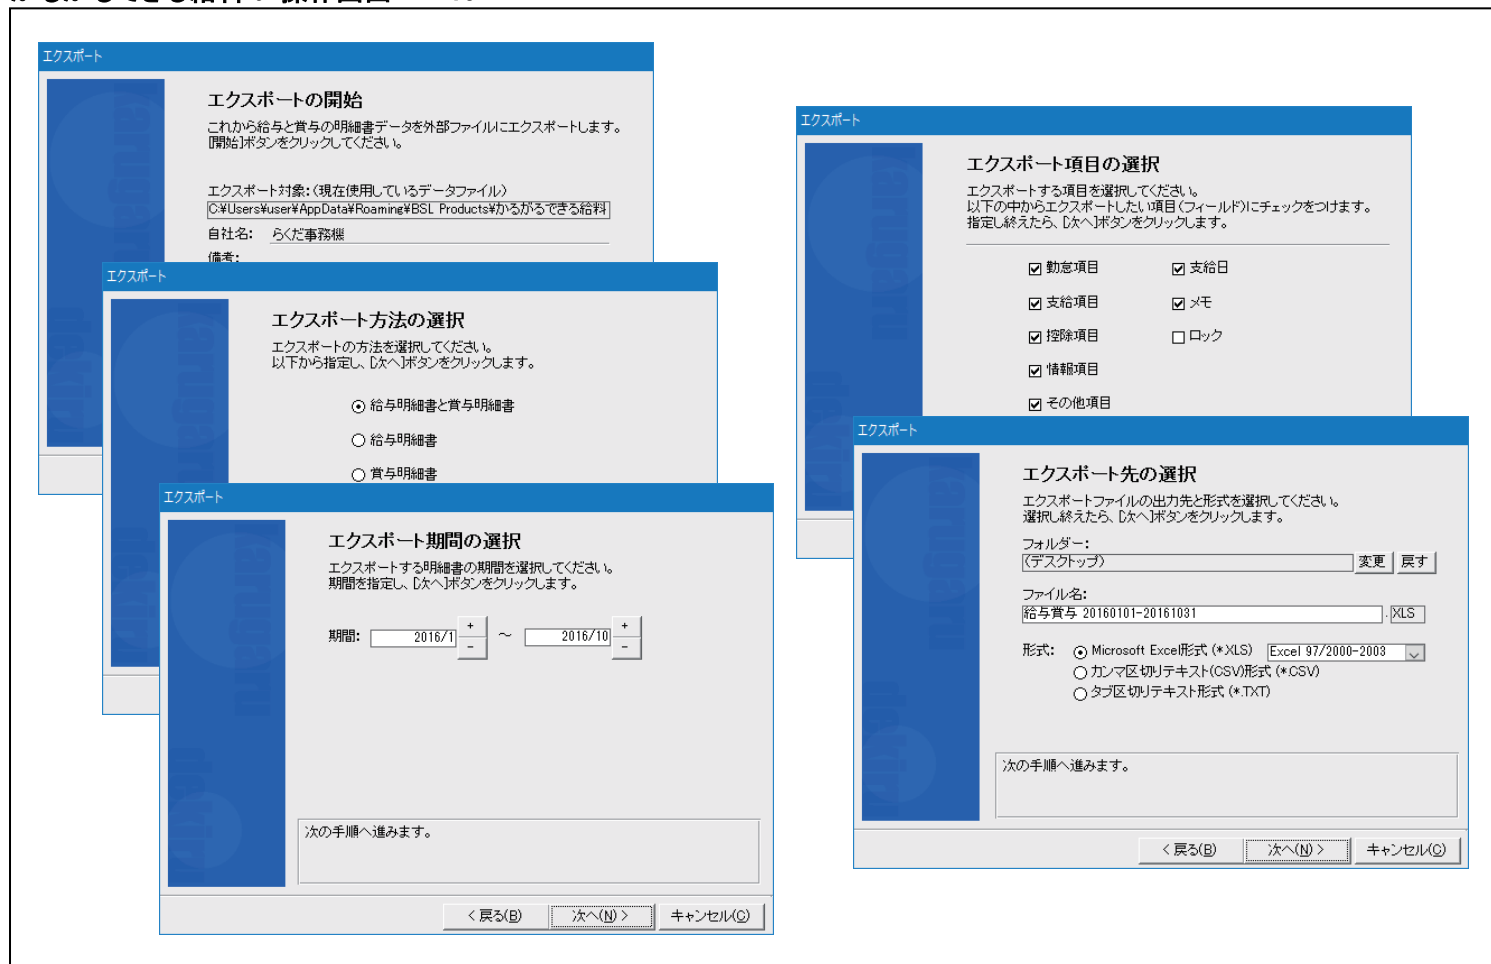 エクスポート
エクスポートの開始
これから給与と賞与の明細書データを外部ファイルにエクスポートします。
[開始]ボタンをクリックしてください。
エクスポート対象:(現在使用しているデータファイル)
C:¥Users¥user¥AppData¥Roaming¥BSL Products¥かるがるできる給料
自社名: らくだ事務機
備考:
エクスポート
エクスポート方法の選択
エクスポートの方法を選択してください。
以下から指定し、[次へ]ボタンをクリックします。
給与明細書と賞与明細書
給与明細書
賞与明細書
エクスポート
エクスポート期間の選択
エクスポートする明細書の期間を選択してください。
期間を指定し、[次へ]ボタンをクリックします。
期間: 2016/1 + - ～ 2016/10 + -
次の手順へ進みます。
< 戻る(B) 次へ(N) > キャンセル(C)
エクスポート
エクスポート項目の選択
エクスポートする項目を選択してください。
以下の中からエクスポートしたい項目(フィールド)にチェックをつけます。
指定し終えたら、[次へ]ボタンをクリックします。
勤怠項目 支給日
支給項目 メモ
控除項目 ロック
情報項目
その他項目
エクスポート
エクスポート先の選択
エクスポートファイルの出力先と形式を選択してください。
選択し終えたら、[次へ]ボタンをクリックします。
フォルダー:
(デスクトップ) 変更 戻す
ファイル名:
給与賞与 20160101-20161031 . XLS
形式: Microsoft Excel形式 (*.XLS) Excel 97/2000-2003
カンマ区切りテキスト(CSV)形式 (*.CSV)
タブ区切りテキスト形式 (*.TXT)
次の手順へ進みます。
< 戻る(B) 次へ(N) > キャンセル(C)